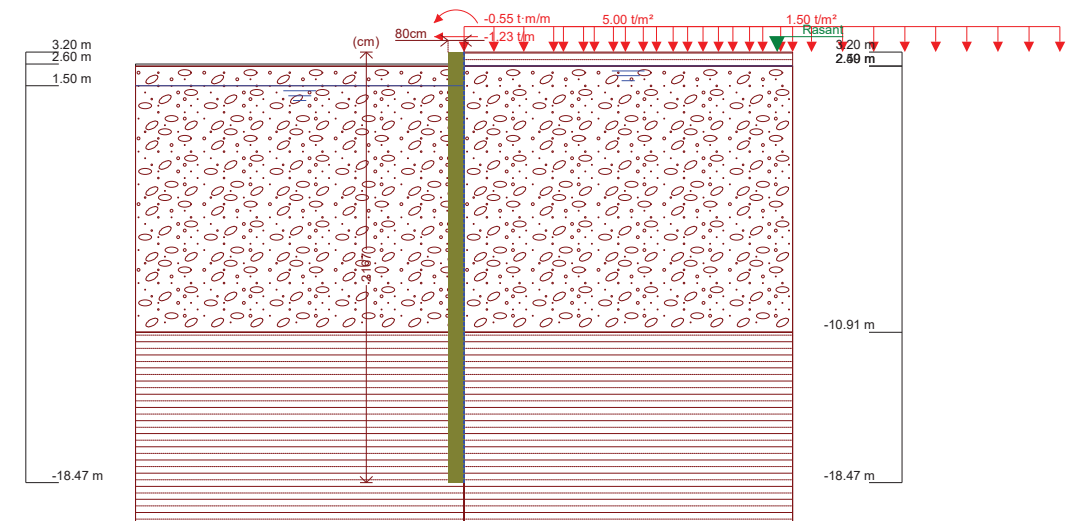 -0.55 t·m/m
5.00 t/m²
1.50 t/m²
80cm
-1.23 t/m
Rasant
(cm)
3.20 m
3.20 m
2.60 m
1.50 m
2167
-10.91 m
-18.47 m
-18.47 m